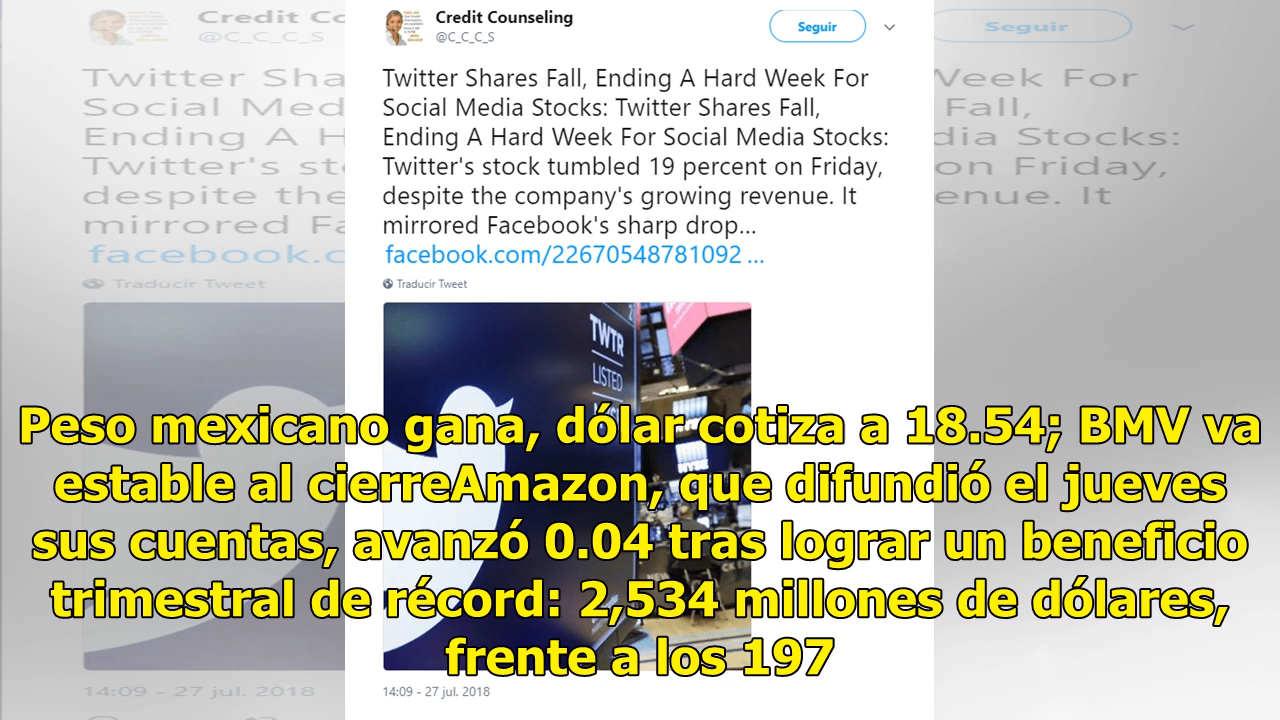 Credit Counseling
@C_C_C_S
Seguir
Twitter Shares Fall, Ending A Hard Week For
Social Media Stocks: Twitter Shares Fall,
Ending A Hard Week For Social Media Stocks:
Twitter's stock tumbled 19 percent on Friday,
despite the company's growing revenue. It
mirrored Facebook's sharp drop...
facebook.com/22670548781092 ...
Traducir Tweet
TWTR
LISTED
Peso mexicano gana, dólar cotiza a 18.54; BMV va
estable al cierreAmazon, que difundió el jueves
sus cuentas, avanzó 0.04 tras lograr un beneficio
trimestral de récord: 2,534 millones de dólares,
frente a los 197
14:09 - 27 jul. 2018